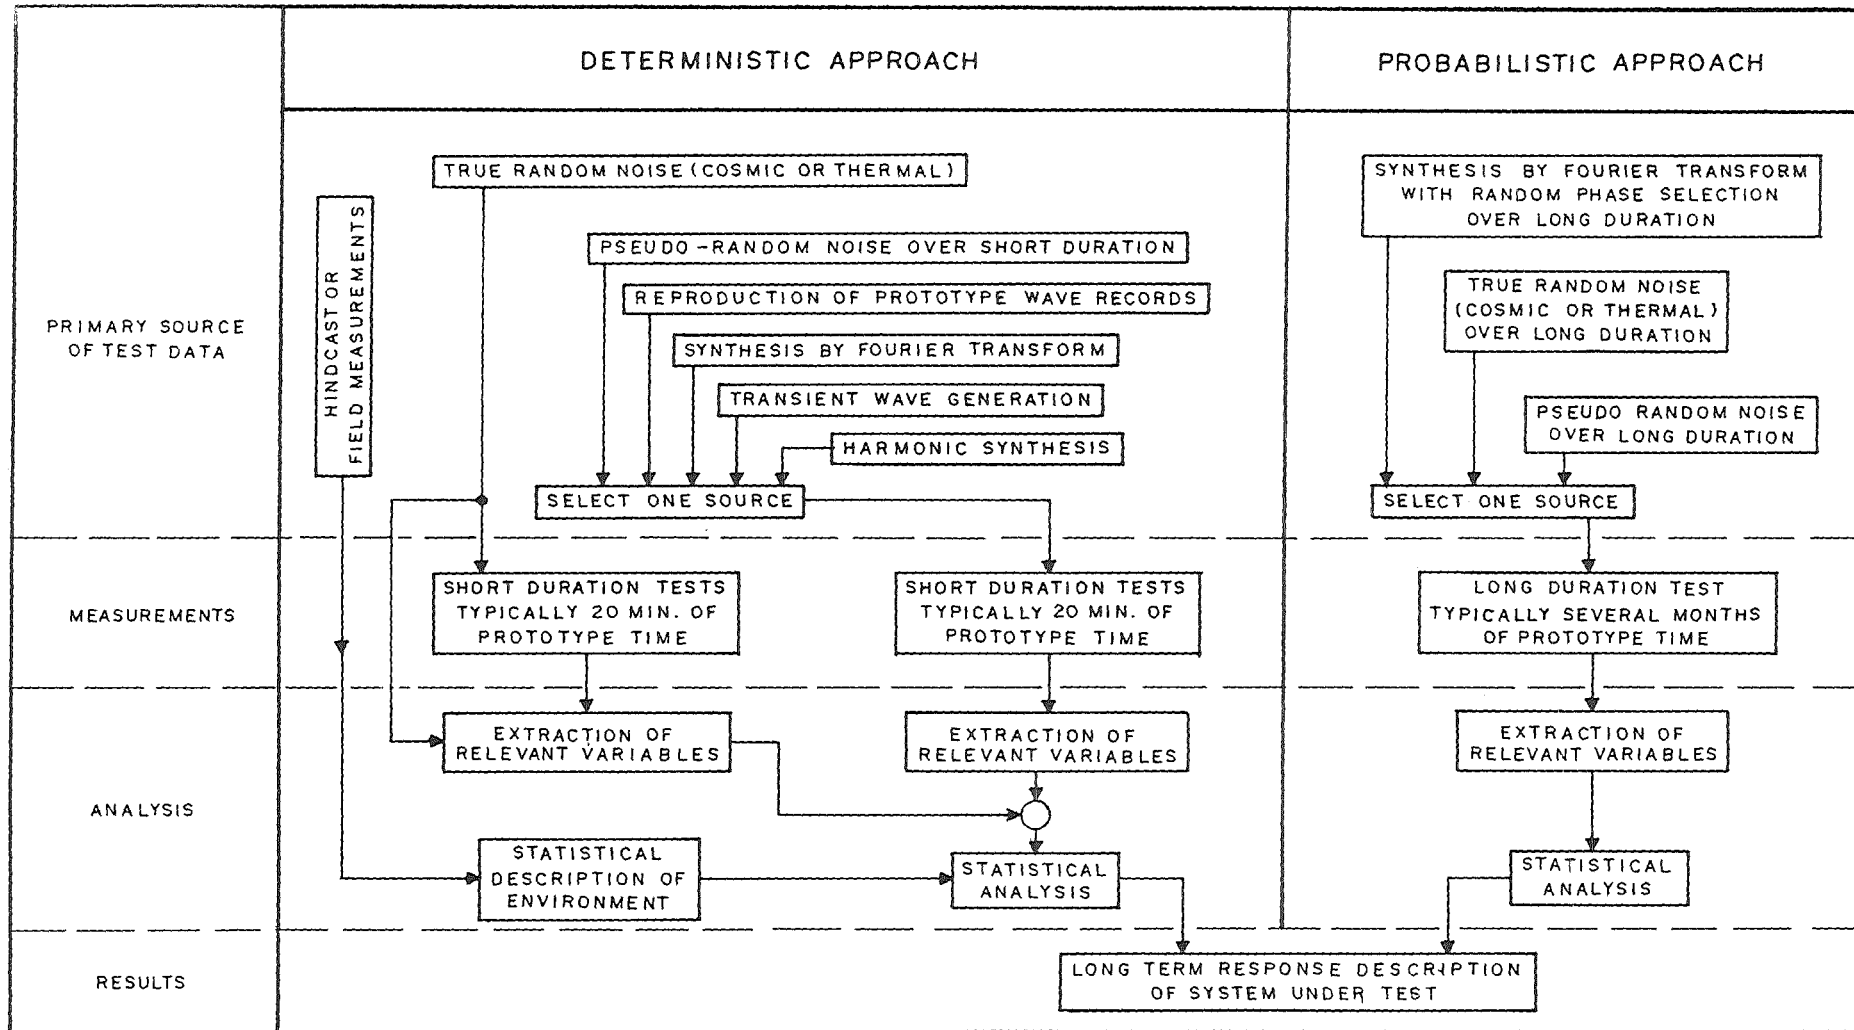 DETERMINISTIC APPROACH
PROBABILISTIC APPROACH
PRIMARY SOURCE
OF TEST DATA
HINDCAST OR
FIELD MEASUREMENTS
TRUE RANDOM NOISE (COSMIC OR THERMAL)
PSEUDO-RANDOM NOISE OVER SHORT DURATION
REPRODUCTION OF PROTOTYPE WAVE RECORDS
SYNTHESIS BY FOURIER TRANSFORM
TRANSIENT WAVE GENERATION
HARMONIC SYNTHESIS
SELECT ONE SOURCE
SYNTHESIS BY FOURIER TRANSFORM
WITH RANDOM PHASE SELECTION
OVER LONG DURATION
TRUE RANDOM NOISE
(COSMIC OR THERMAL)
OVER LONG DURATION
PSEUDO RANDOM NOISE
OVER LONG DURATION
SELECT ONE SOURCE
MEASUREMENTS
SHORT DURATION TESTS
TYPICALLY 20 MIN. OF
PROTOTYPE TIME
SHORT DURATION TESTS
TYPICALLY 20 MIN. OF
PROTOTYPE TIME
LONG DURATION TEST
TYPICALLY SEVERAL MONTHS
OF PROTOTYPE TIME
ANALYSIS
EXTRACTION OF
RELEVANT VARIABLES
EXTRACTION OF
RELEVANT VARIABLES
EXTRACTION OF
RELEVANT VARIABLES
STATISTICAL
DESCRIPTION OF
ENVIRONMENT
STATISTICAL
ANALYSIS
STATISTICAL
ANALYSIS
RESULTS
LONG TERM RESPONSE DESCRIPTION
OF SYSTEM UNDER TEST